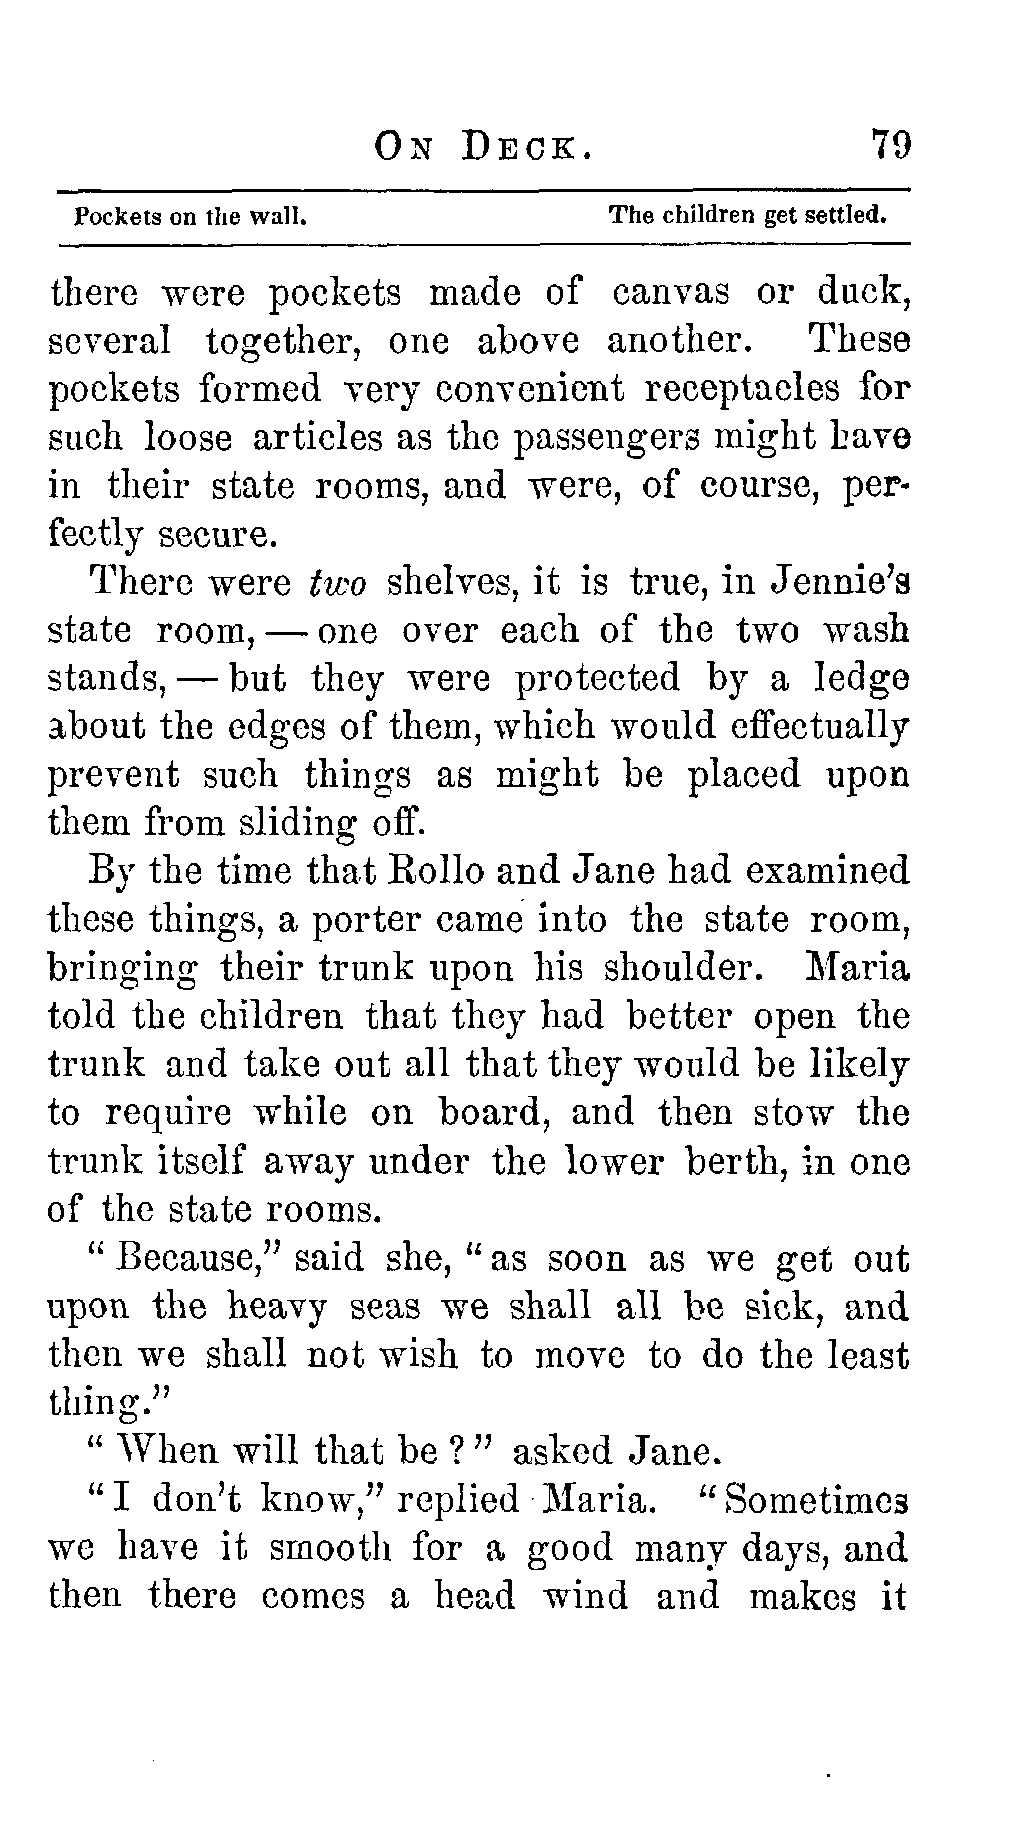 On Deck. 79
Pockets on the wall. The children get settled.
there were pockets made of canvas or duck,
several together, one above another. These
pockets formed very convenient receptacles for
such loose articles as the passengers might have
in their state rooms, and were, of course, per-
fectly secure.
There were two shelves, it is true, in Jennie's
state room, — one over each of the two wash
stands, — but they were protected by a ledge
about the edges of them, which would effectually
prevent such things as might be placed upon
them from sliding off.
By the time that Rollo and Jane had examined
these things, a porter came into the state room,
bringing their trunk upon his shoulder. Maria
told the children that they had better open the
trunk and take out all that they would be likely
to require while on board, and then stow the
trunk itself away under the lower berth, in one
of the state rooms.
"Because," said she, "as soon as we get out
upon the heavy seas we shall all be sick, and
then we shall not wish to move to do the least
thing."
"When will that be?" asked Jane.
"I don't know," replied Maria. "Sometimes
we have it smooth for a good many days, and
then there comes a head wind and makes it